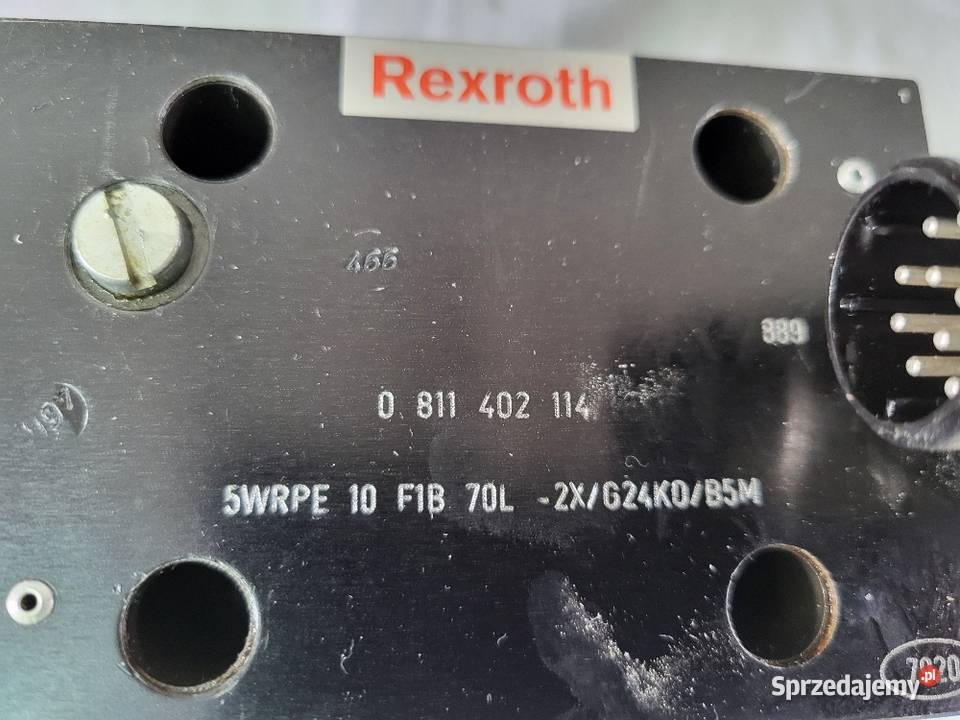 Rexroth
466
889
0 811 402 114
5WRPE 10 F1B 70L -2X/G24K0/B5M
Sprzedajemy.pl